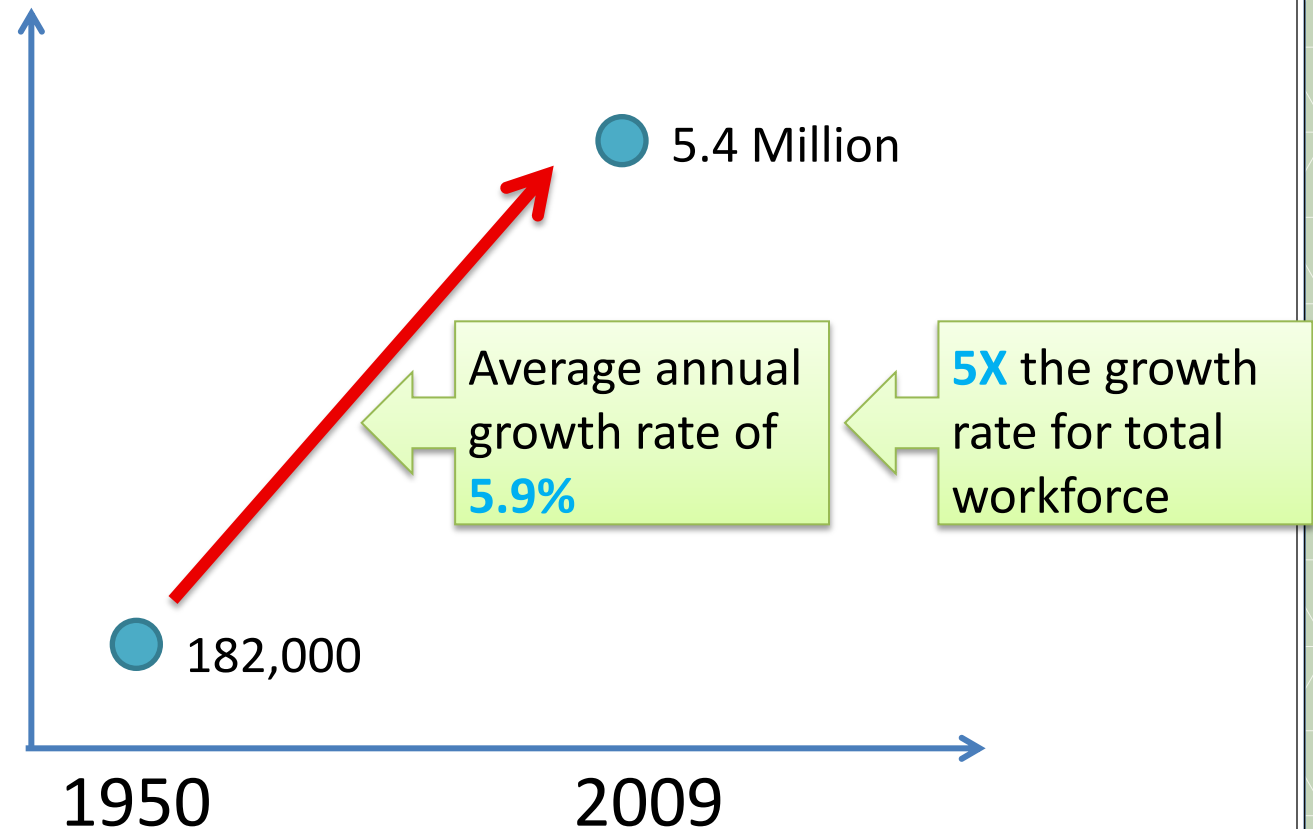 5.4 Million
Average annual
growth rate of
5.9%
5X the growth
rate for total
workforce
182,000
1950
2009